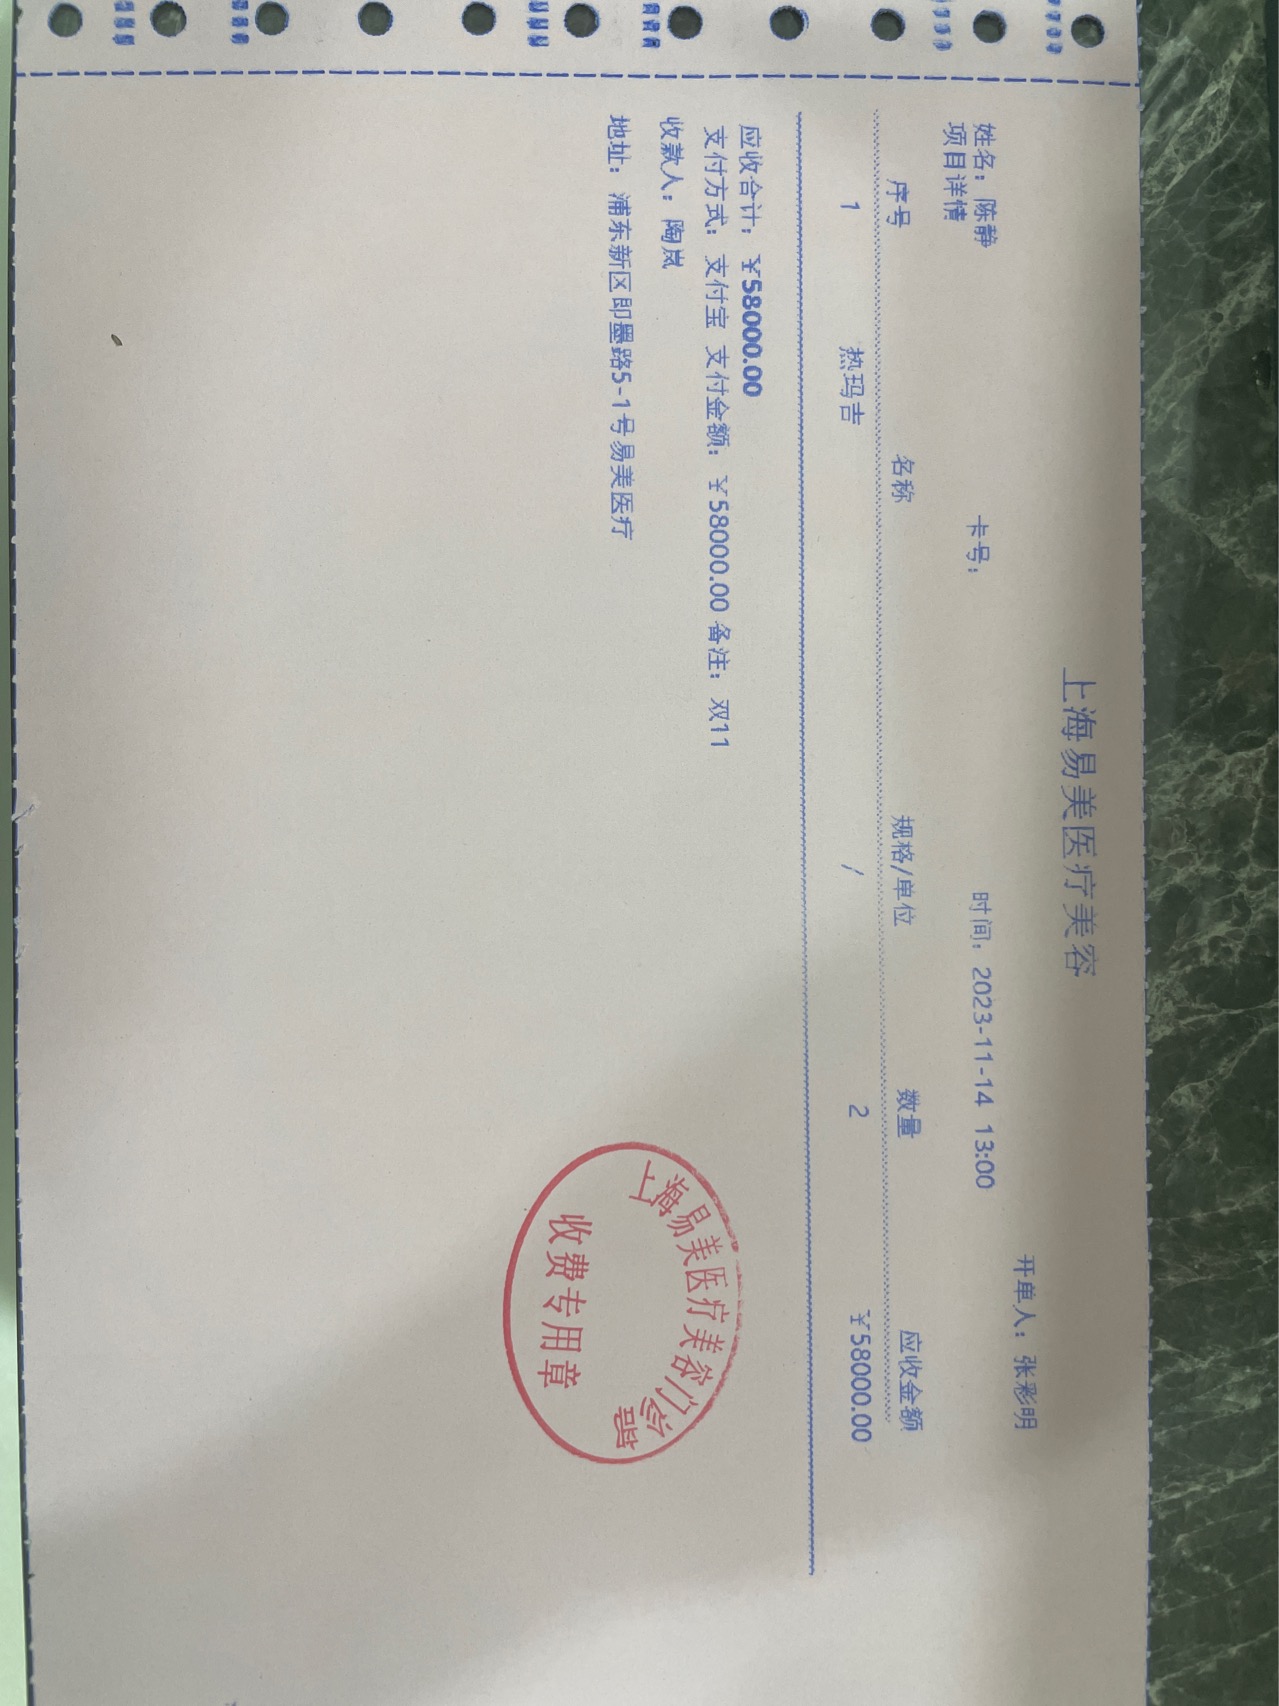 上海易美医疗美容
开单人：张彩明
姓名：陈静 卡号： 时间：2023-11-14 13:00
项目详情
序号 名称 规格/单位 数量 应收金额
1 热玛吉 / 2 ￥58000.00
应收合计：￥58000.00
支付方式：支付宝 支付金额：￥58000.00 备注：双11
收款人：陶岚
地址：浦东新区即墨路5-1号易美医疗
上海易美医疗美容门诊部
收费专用章